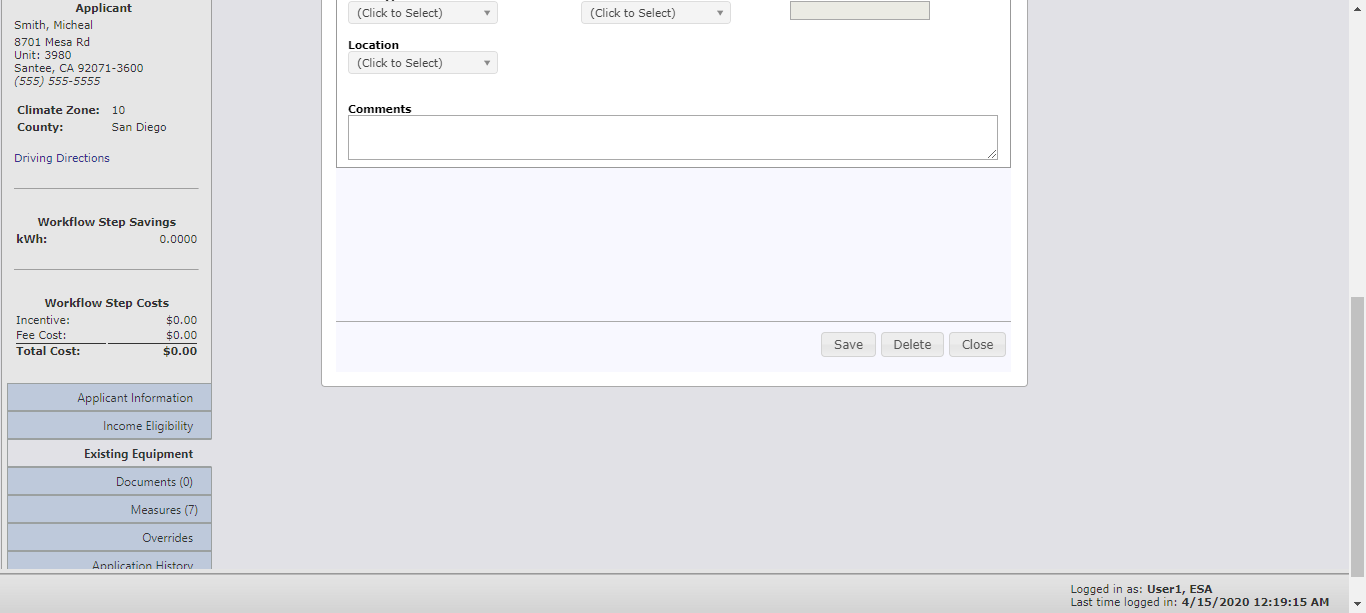 Applicant
Smith, Micheal
8701 Mesa Rd
Unit: 3980
Santee, CA 92071-3600
(555) 555-5555
Climate Zone: 10
County: San Diego
Driving Directions
Workflow Step Savings
kWh: 0.0000
Workflow Step Costs
Incentive: $0.00
Fee Cost: $0.00
Total Cost: $0.00
Applicant Information
Income Eligibility
Existing Equipment
Documents (0)
Measures (7)
Overrides
Application History
(Click to Select) (Click to Select)
Location
(Click to Select)
Comments
Save Delete Close
Logged in as: User1, ESA
Last time logged in: 4/15/2020 12:19:15 AM